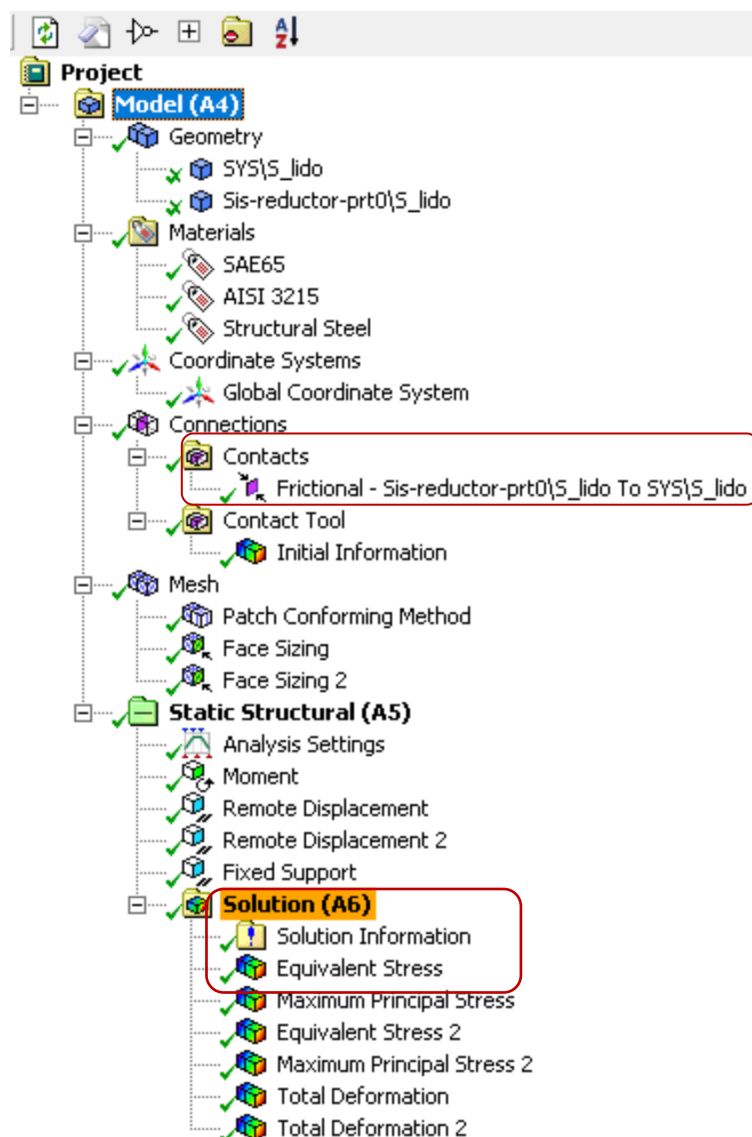 Project
Model (A4)
Geometry
SYS\S_lido
Sis-reductor-prt0\S_lido
Materials
SAE65
AISI 3215
Structural Steel
Coordinate Systems
Global Coordinate System
Connections
Contacts
Frictional - Sis-reductor-prt0\S_lido To SYS\S_lido
Contact Tool
Initial Information
Mesh
Patch Conforming Method
Face Sizing
Face Sizing 2
Static Structural (A5)
Analysis Settings
Moment
Remote Displacement
Remote Displacement 2
Fixed Support
Solution (A6)
Solution Information
Equivalent Stress
Maximum Principal Stress
Equivalent Stress 2
Maximum Principal Stress 2
Total Deformation
Total Deformation 2